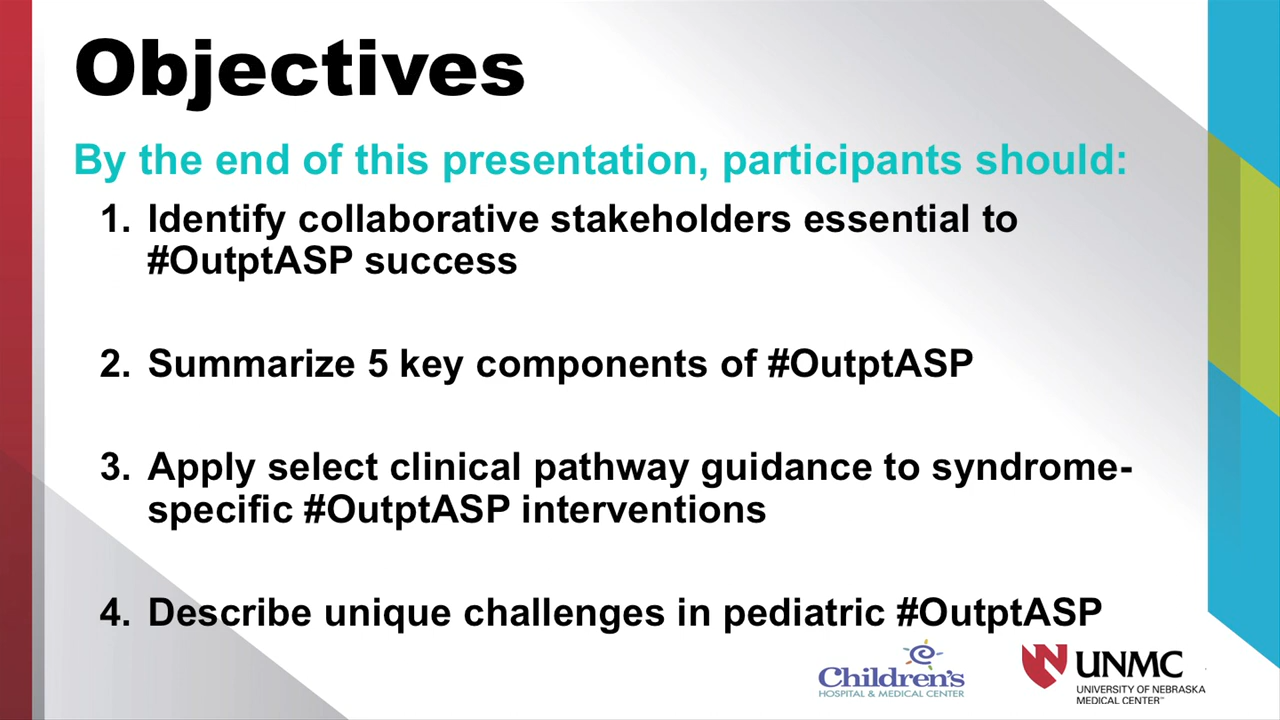 Objectives
By the end of this presentation, participants should:
1. Identify collaborative stakeholders essential to
#OutptASP success
2. Summarize 5 key components of #OutptASP
3. Apply select clinical pathway guidance to syndrome-
specific #OutptASP interventions
4. Describe unique challenges in pediatric #OutptASP
Children's
HOSPITAL & MEDICAL CENTER
UNMC
UNIVERSITY OF NEBRASKA
MEDICAL CENTER™